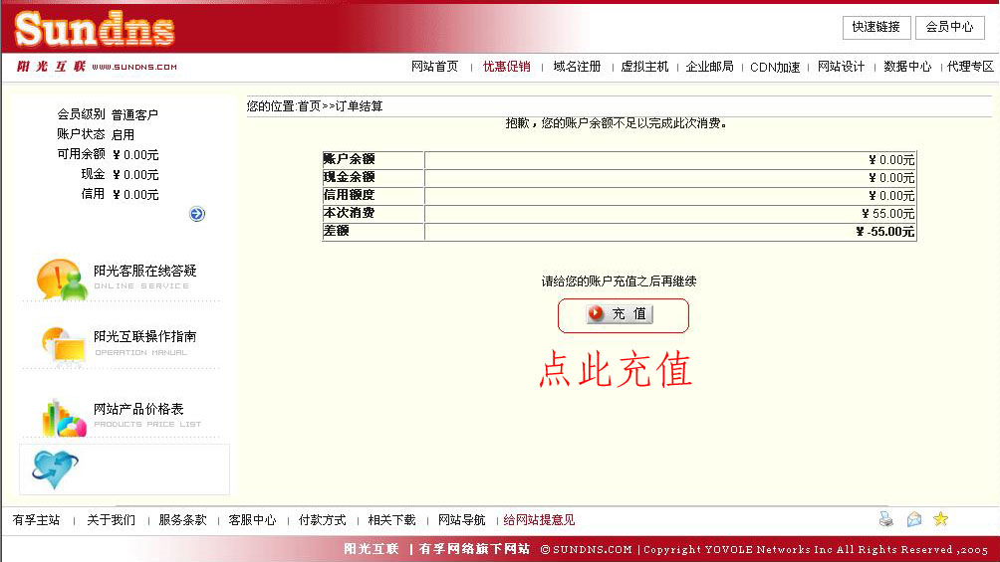 Sundns
快速链接 会员中心
阳光互联 WWW.SUNDNS.COM
网站首页 | 优惠促销 | 域名注册 | 虚拟主机 | 企业邮局 | CDN加速 | 网站设计 | 数据中心 | 代理专区
会员级别 普通客户
账户状态 启用
可用余额 ¥ 0.00元
现金 ¥ 0.00元
信用 ¥ 0.00元
阳光客服在线答疑
ONLINE SERVICE
阳光互联操作指南
OPERATION MANUAL
网站产品价格表
PRODUCTS PRICE LIST
您的位置:首页>>订单结算
抱歉，您的账户余额不足以完成此次消费。
账户余额 ¥ 0.00元
现金余额 ¥ 0.00元
信用额度 ¥ 0.00元
本次消费 ¥ 55.00元
差额 ¥ -55.00元
请给您的账户充值之后再继续
充 值
点此充值
有孚主站 | 关于我们 | 服务条款 | 客服中心 | 付款方式 | 相关下载 | 网站导航 | 给网站提意见
阳光互联 | 有孚网络旗下网站 © SUNDNS.COM | Copyright YOVOLE Networks Inc All Rights Reserved ,2005